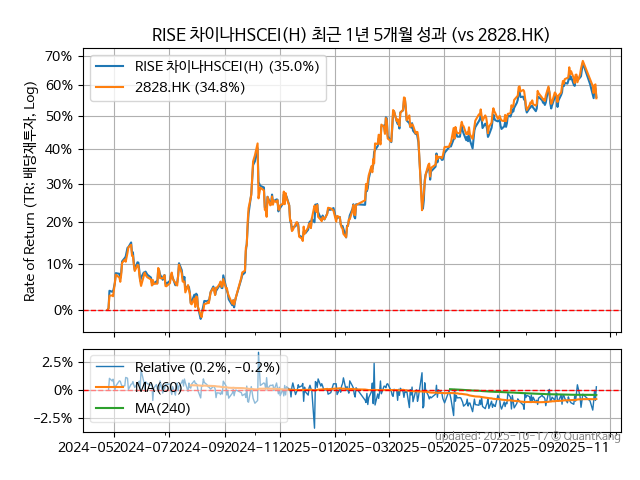 RISE 차이나HSCEI(H) 최근 1년 5개월 성과 (vs 2828.HK)
Rate of Return (TR: 배당재투자, Log)
70%
60%
50%
40%
30%
20%
10%
0%
RISE 차이나HSCEI(H) (35.0%)
2828.HK (34.8%)
2.5%
0%
−2.5%
Relative (0.2%, −0.2%)
MA(60)
MA(240)
2024-05
2024-07
2024-09
2024-11
2025-01
2025-03
2025-05
2025-07
2025-09
2025-11
updated: 2025-10-17 © QuantKang